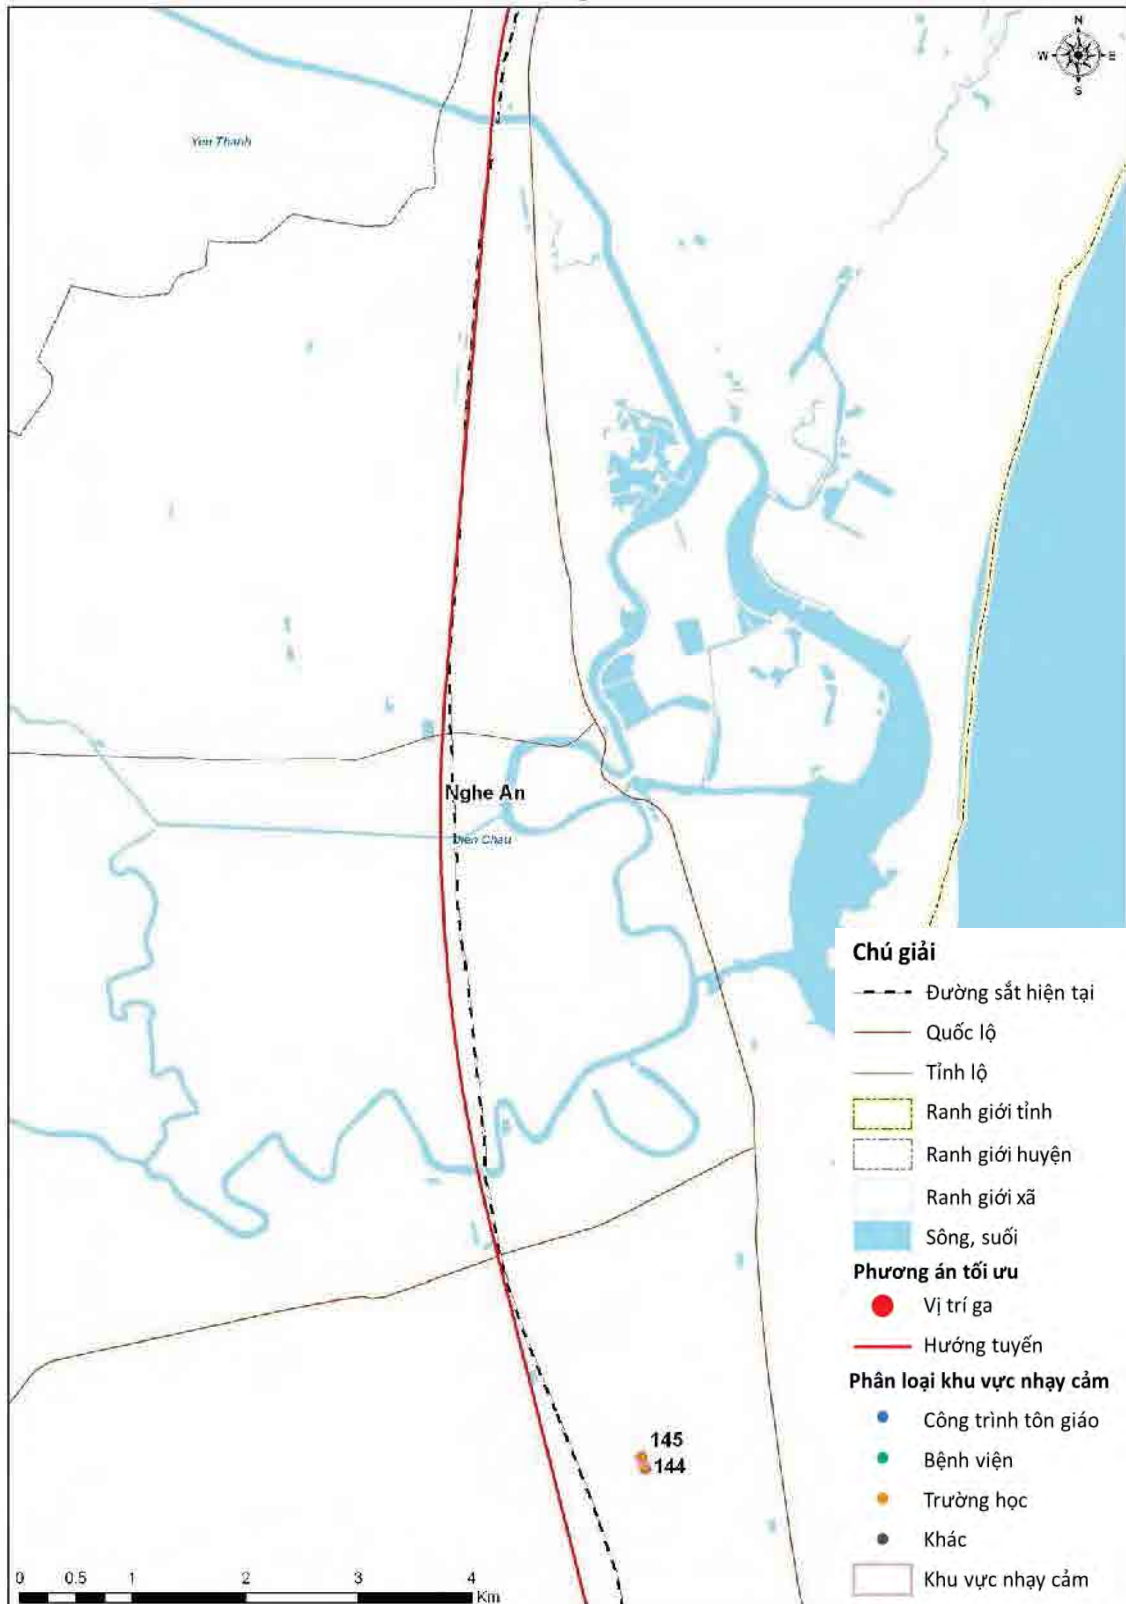 N
W E
S
Yen Thanh
Nghe An
Dien Chau
Chú giải
Đường sắt hiện tại
Quốc lộ
Tỉnh lộ
Ranh giới tỉnh
Ranh giới huyện
Ranh giới xã
Sông, suối
Phương án tối ưu
Vị trí ga
Hướng tuyến
Phân loại khu vực nhạy cảm
Công trình tôn giáo
Bệnh viện
Trường học
Khác
Khu vực nhạy cảm
145
144
0 0.5 1 2 3 4
Km